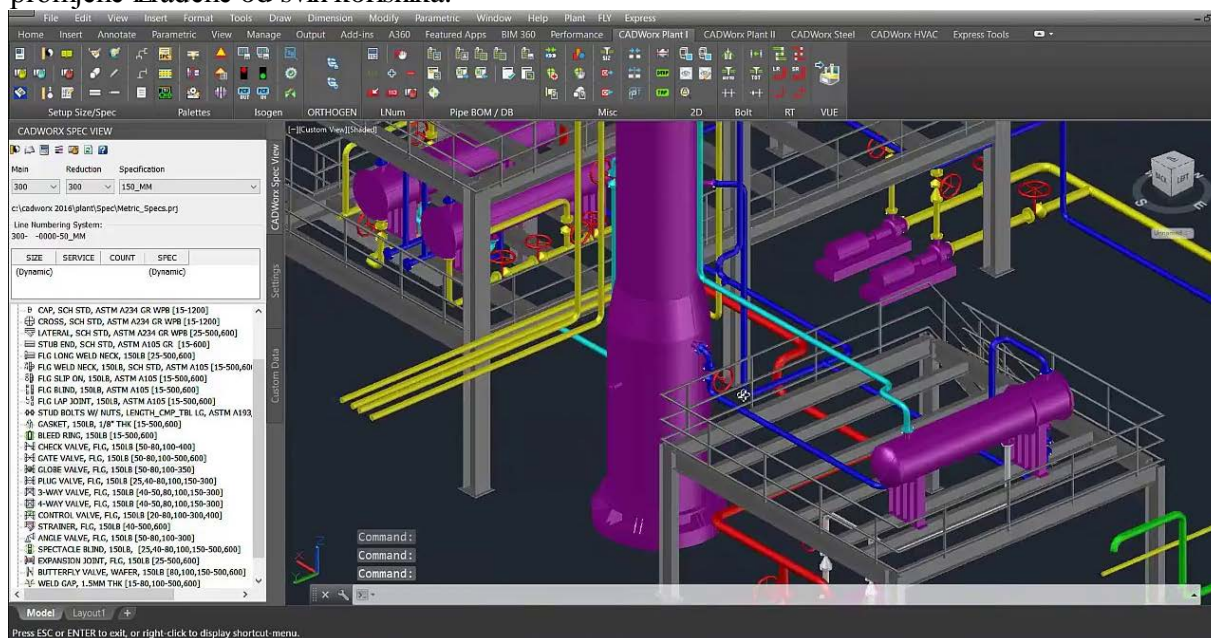 promjene izrađene od svih korisnika.
File Edit View Insert Format Tools Draw Dimension Modify Parametric Window Help Plant FLY Express
Home Insert Annotate Parametric View Manage Output Add-ins A360 Featured Apps BIM 360 Performance CADWorx Plant I CADWorx Plant II CADWorx Steel CADWorx HVAC Express Tools
Setup Size/Spec Palettes Isogen ORTHOGEN LNum Pipe BOM / DB Misc 2D Bolt RT VUE
CADWORX SPEC VIEW
[-][Custom View][Shaded]
Main Reduction Specification
300 300 150_MM
c:\cadworx 2016\plant\Spec\Metric_Specs.prj
Line Numbering System:
300- -0000-50_MM
SIZE SERVICE COUNT SPEC
(Dynamic) (Dynamic)
CAP, SCH STD, ASTM A234 GR WPB [15-1200]
CROSS, SCH STD, ASTM A234 GR WPB [15-1200]
LATERAL, SCH STD, ASTM A234 GR WPB [25-500,600]
STUB END, SCH STD, ASTM A105 GR [15-600]
FLG LONG WELD NECK, 150LB [25-500,600]
FLG WELD NECK, 150LB, SCH STD, ASTM A105 [15-500,60
FLG SLIP ON, 150LB, ASTM A105 [15-500,600]
FLG BLIND, 150LB, ASTM A105 [15-500,600]
FLG LAP JOINT, 150LB, ASTM A105 [15-500,600]
STUD BOLTS W/ NUTS, LENGTH_CMP_TBL LG, ASTM A193,
GASKET, 150LB, 1/8" THK [15-500,600]
BLEED RING, 150LB [15-500,600]
CHECK VALVE, FLG, 150LB [50-80,100-400]
GATE VALVE, FLG, 150LB [50-80,100-500,600]
GLOBE VALVE, FLG, 150LB [50-80,100-350]
PLUG VALVE, FLG, 150LB [25,40-80,100,150-300]
3-WAY VALVE, FLG, 150LB [40-50,80,100,150-300]
4-WAY VALVE, FLG, 150LB [40-50,80,100,150-300]
CONTROL VALVE, FLG, 150LB [20-80,100-300,400]
STRAINER, FLG, 150LB [40-500,600]
ANGLE VALVE, FLG, 150LB [50-80,100-300]
SPECTACLE BLIND, 150LB, [25,40-80,100,150-500,600]
EXPANSION JOINT, FLG, 150LB [25-500,600]
BUTTERFLY VALVE, WAFER, 150LB [80,100,150-500,600]
WELD GAP, 1.5MM THK [15-80,100-500,600]
CADWorx Spec View
Settings
Custom Data
BACK LEFT
S E
Unnamed
Z
X
Command:
Command:
Command:
Model Layout1 +
Press ESC or ENTER to exit, or right-click to display shortcut-menu.